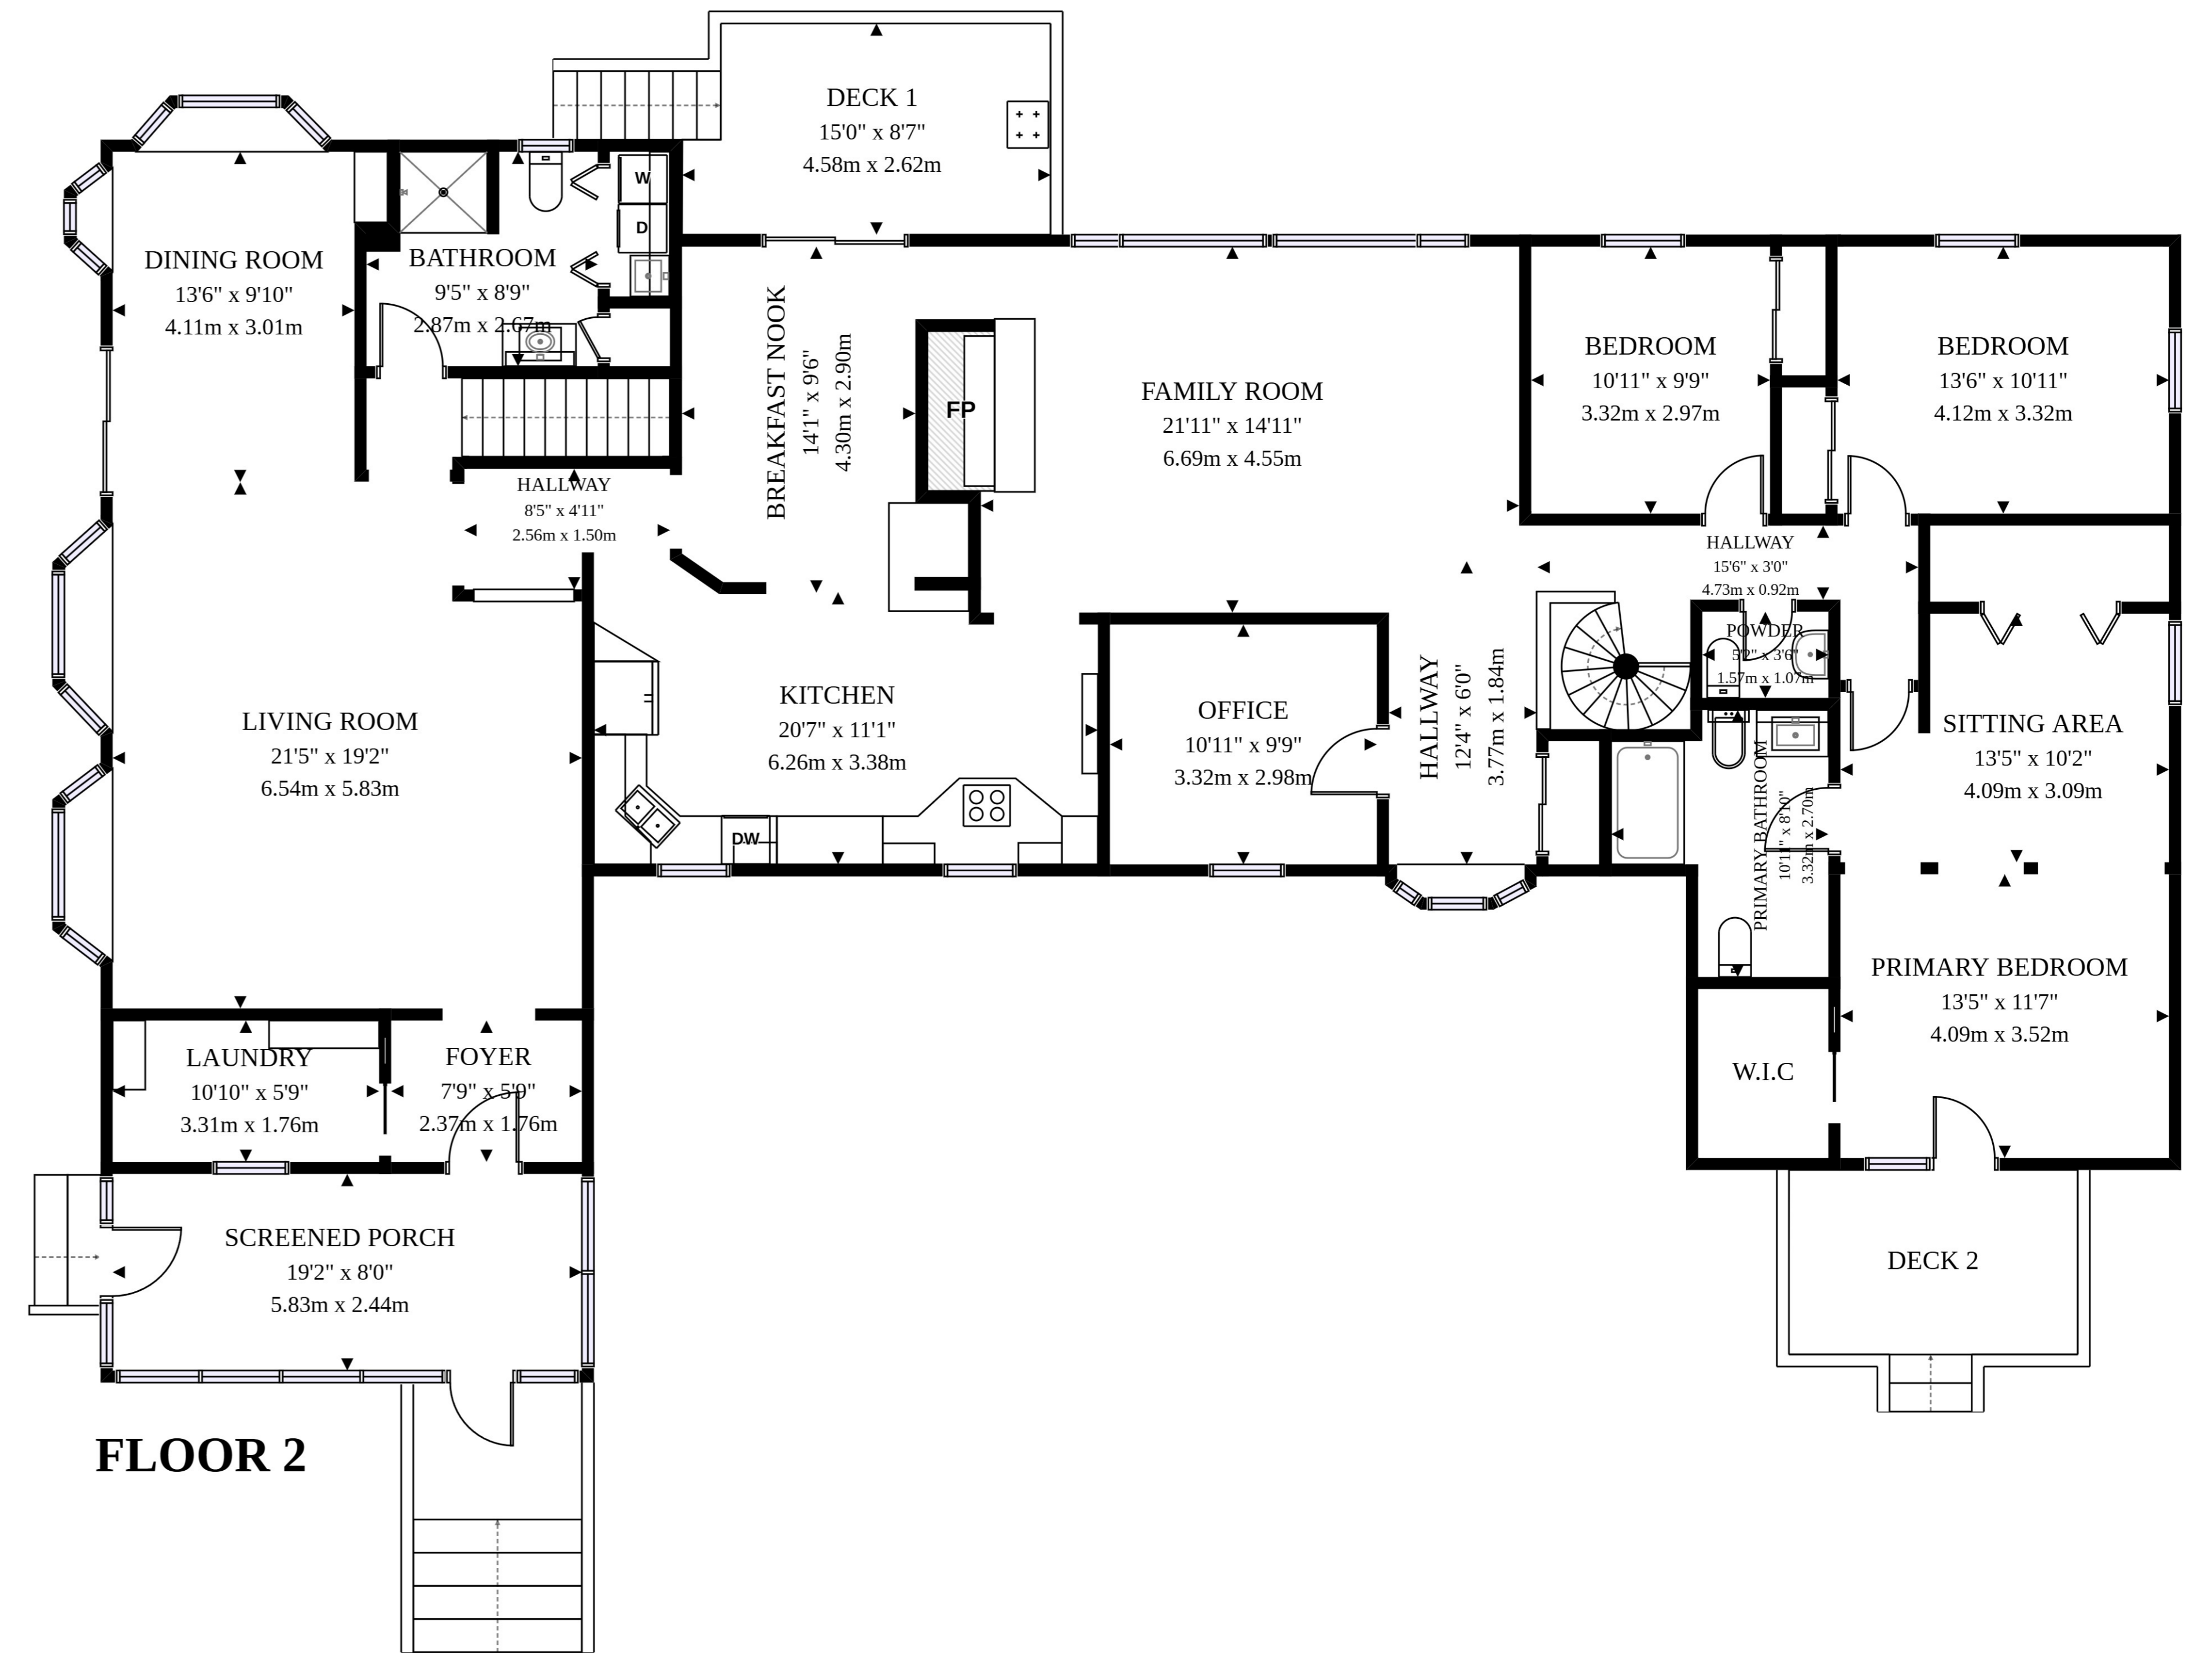 DECK 1
15'0" x 8'7"
4.58m x 2.62m
DINING ROOM
13'6" x 9'10"
4.11m x 3.01m
BATHROOM
9'5" x 8'9"
2.87m x 2.67m
W
D
BREAKFAST NOOK
14'1" x 9'6"
4.30m x 2.90m
FP
FAMILY ROOM
21'11" x 14'11"
6.69m x 4.55m
BEDROOM
10'11" x 9'9"
3.32m x 2.97m
BEDROOM
13'6" x 10'11"
4.12m x 3.32m
HALLWAY
8'5" x 4'11"
2.56m x 1.50m
HALLWAY
15'6" x 3'0"
4.73m x 0.92m
POWDER
5'2" x 3'6"
1.57m x 1.07m
LIVING ROOM
21'5" x 19'2"
6.54m x 5.83m
KITCHEN
20'7" x 11'1"
6.26m x 3.38m
DW
OFFICE
10'11" x 9'9"
3.32m x 2.98m
HALLWAY
12'4" x 6'0"
3.77m x 1.84m
PRIMARY BATHROOM
10'11" x 8'10"
3.32m x 2.70m
SITTING AREA
13'5" x 10'2"
4.09m x 3.09m
PRIMARY BEDROOM
13'5" x 11'7"
4.09m x 3.52m
W.I.C
LAUNDRY
10'10" x 5'9"
3.31m x 1.76m
FOYER
7'9" x 5'9"
2.37m x 1.76m
SCREENED PORCH
19'2" x 8'0"
5.83m x 2.44m
DECK 2
FLOOR 2